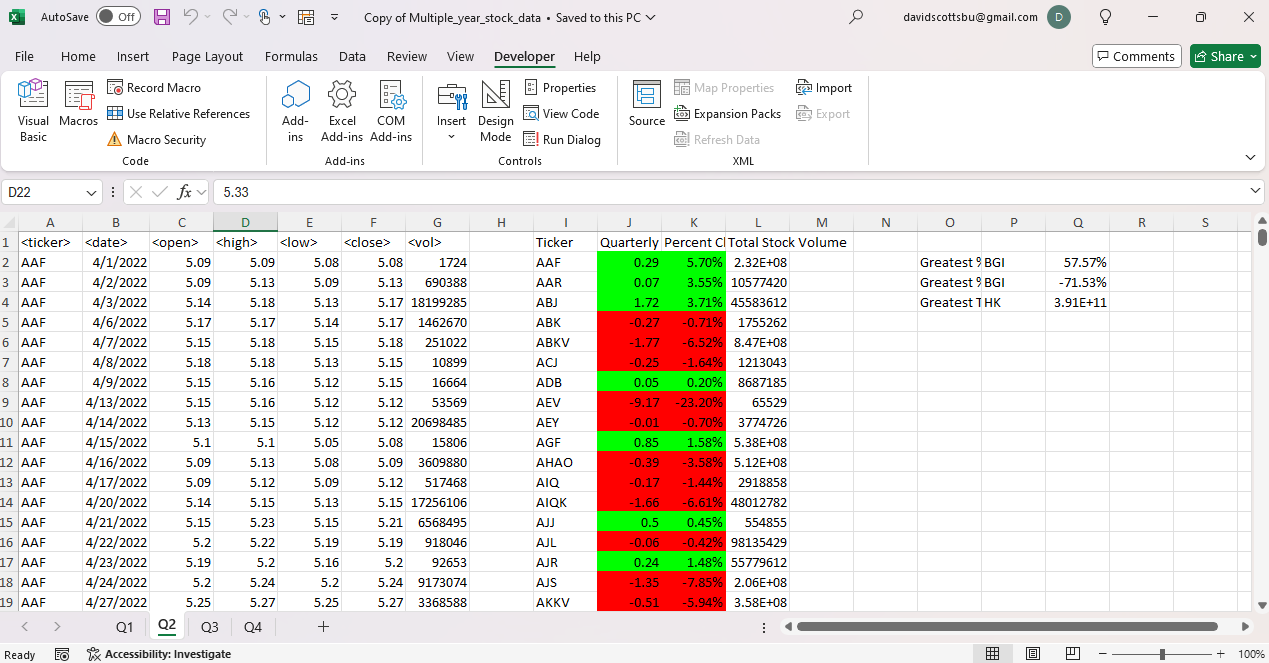 AutoSave Off Copy of Multiple_year_stock_data • Saved to this PC davidscottsbu@gmail.com D
File Home Insert Page Layout Formulas Data Review View Developer Help Comments Share
Visual Basic Macros Record Macro Use Relative References Macro Security Code
Add-ins Excel Add-ins COM Add-ins Add-ins
Insert Design Mode Properties View Code Run Dialog Controls
Source Map Properties Expansion Packs Refresh Data Import Export XML
D22 fx 5.33
A B C D E F G H I J K L M N O P Q R S
1 <ticker> <date> <open> <high> <low> <close> <vol> Ticker Quarterly Percent Cl Total Stock Volume
2 AAF 4/1/2022 5.09 5.09 5.08 5.08 1724 AAF 0.29 5.70% 2.32E+08 Greatest % BGI 57.57%
3 AAF 4/2/2022 5.09 5.13 5.09 5.13 690388 AAR 0.07 3.55% 10577420 Greatest % BGI -71.53%
4 AAF 4/3/2022 5.14 5.18 5.13 5.17 18199285 ABJ 1.72 3.71% 45583612 Greatest T HK 3.91E+11
5 AAF 4/6/2022 5.17 5.17 5.14 5.17 1462670 ABK -0.27 -0.71% 1755262
6 AAF 4/7/2022 5.15 5.18 5.15 5.18 251022 ABKV -1.77 -6.52% 8.47E+08
7 AAF 4/8/2022 5.18 5.18 5.13 5.15 10899 ACJ -0.25 -1.64% 1213043
8 AAF 4/9/2022 5.15 5.16 5.12 5.15 16664 ADB 0.05 0.20% 8687185
9 AAF 4/13/2022 5.15 5.16 5.12 5.12 53569 AEV -9.17 -23.20% 65529
10 AAF 4/14/2022 5.13 5.15 5.12 5.12 20698485 AEY -0.01 -0.70% 3774726
11 AAF 4/15/2022 5.1 5.1 5.05 5.08 15806 AGF 0.85 1.58% 5.38E+08
12 AAF 4/16/2022 5.09 5.13 5.08 5.09 3609880 AHAO -0.39 -3.58% 5.12E+08
13 AAF 4/17/2022 5.09 5.12 5.09 5.12 517468 AIQ -0.17 -1.44% 2918858
14 AAF 4/20/2022 5.14 5.15 5.13 5.15 17256106 AIQK -1.66 -6.61% 48012782
15 AAF 4/21/2022 5.15 5.23 5.15 5.21 6568495 AJJ 0.5 0.45% 554855
16 AAF 4/22/2022 5.2 5.22 5.19 5.19 918046 AJL -0.06 -0.42% 98135429
17 AAF 4/23/2022 5.19 5.2 5.16 5.2 92653 AJR 0.24 1.48% 55779612
18 AAF 4/24/2022 5.2 5.24 5.2 5.24 9173074 AJS -1.35 -7.85% 2.06E+08
19 AAF 4/27/2022 5.25 5.27 5.25 5.27 3368588 AKKV -0.51 -5.94% 3.58E+08
Q1 Q2 Q3 Q4
Ready Accessibility: Investigate 100%